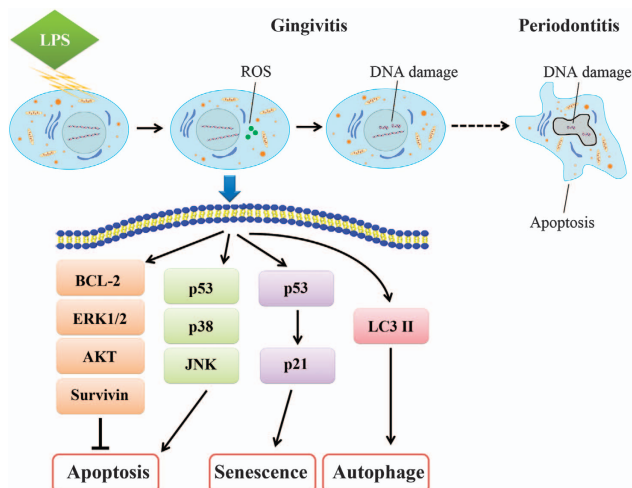 LPS
Gingivitis
Periodontitis
ROS
DNA damage
DNA damage
Apoptosis
BCL-2
ERK1/2
AKT
Survivin
p53
p38
JNK
p53
p21
LC3 II
Apoptosis
Senescence
Autophage